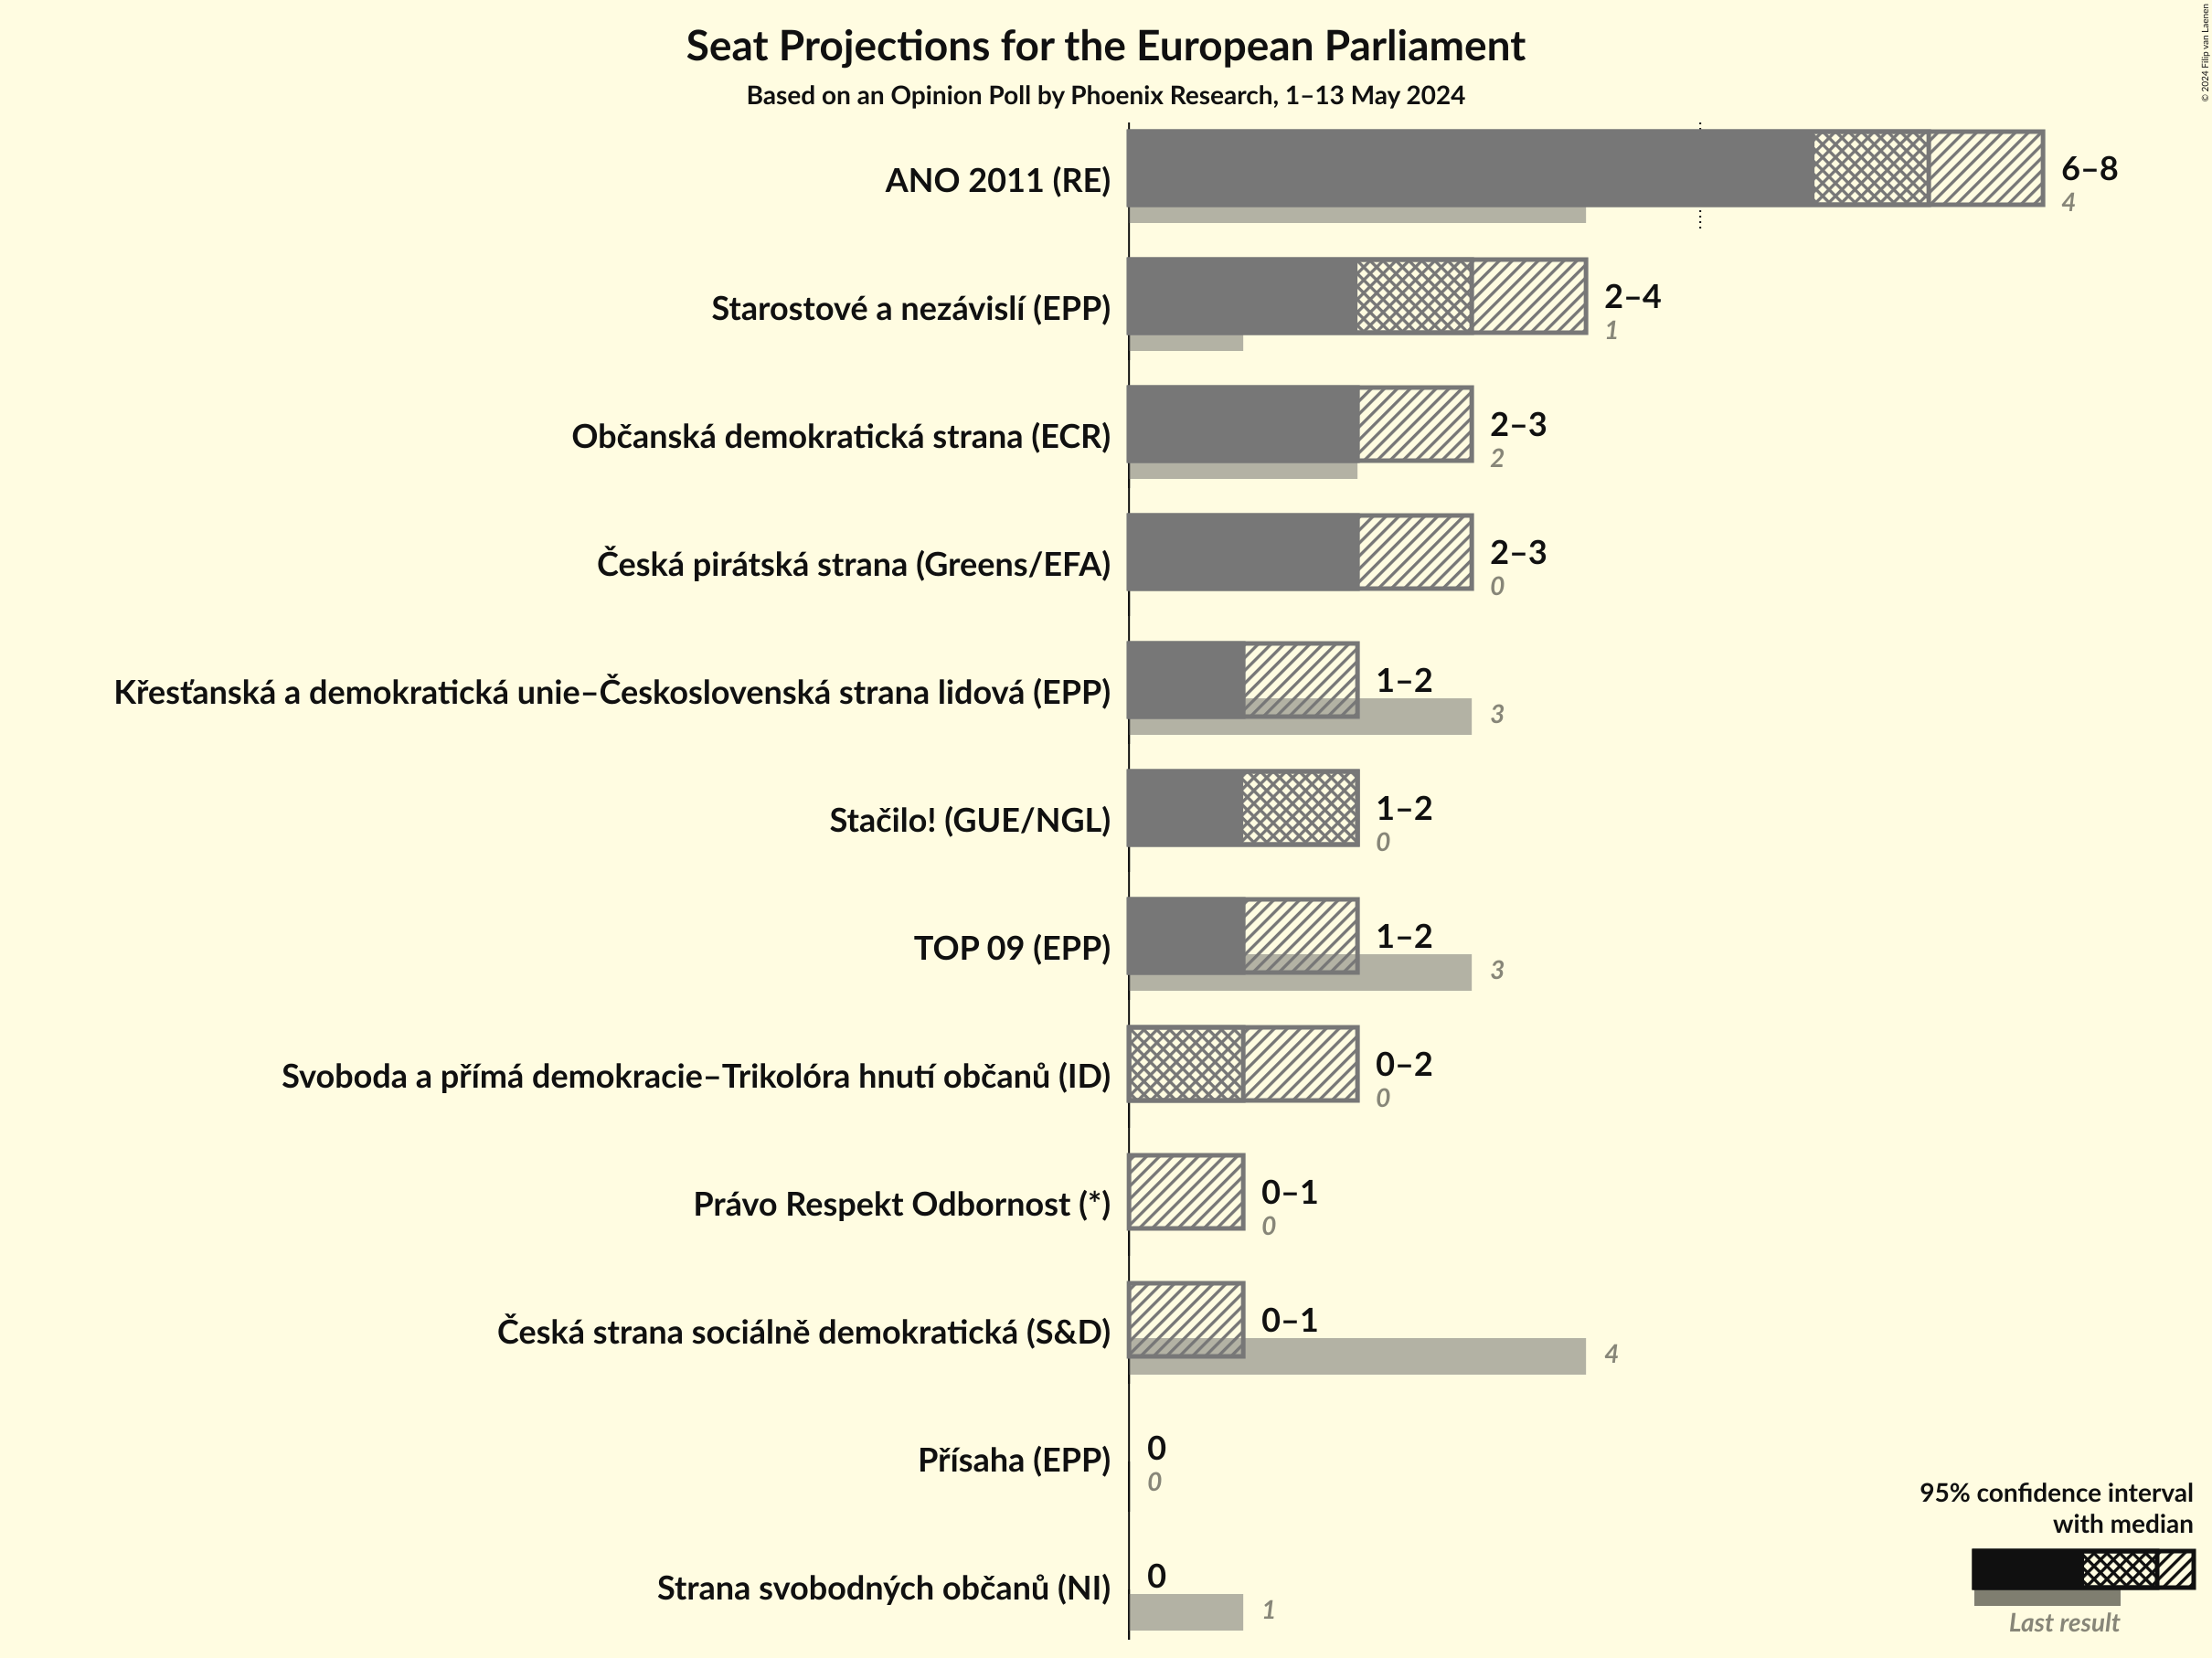 Seat Projections for the European Parliament
Based on an Opinion Poll by Phoenix Research, 1–13 May 2024
© 2024 Filip van Laenen
ANO 2011 (RE)
6–8
4
Starostové a nezávislí (EPP)
2–4
1
Občanská demokratická strana (ECR)
2–3
2
Česká pirátská strana (Greens/EFA)
2–3
0
Křesťanská a demokratická unie–Československá strana lidová (EPP)
1–2
3
Stačilo! (GUE/NGL)
1–2
0
TOP 09 (EPP)
1–2
3
Svoboda a přímá demokracie–Trikolóra hnutí občanů (ID)
0–2
0
Právo Respekt Odbornost (*)
0–1
0
Česká strana sociálně demokratická (S&D)
0–1
4
Přísaha (EPP)
0
0
Strana svobodných občanů (NI)
0
1
95% confidence interval
with median
Last result